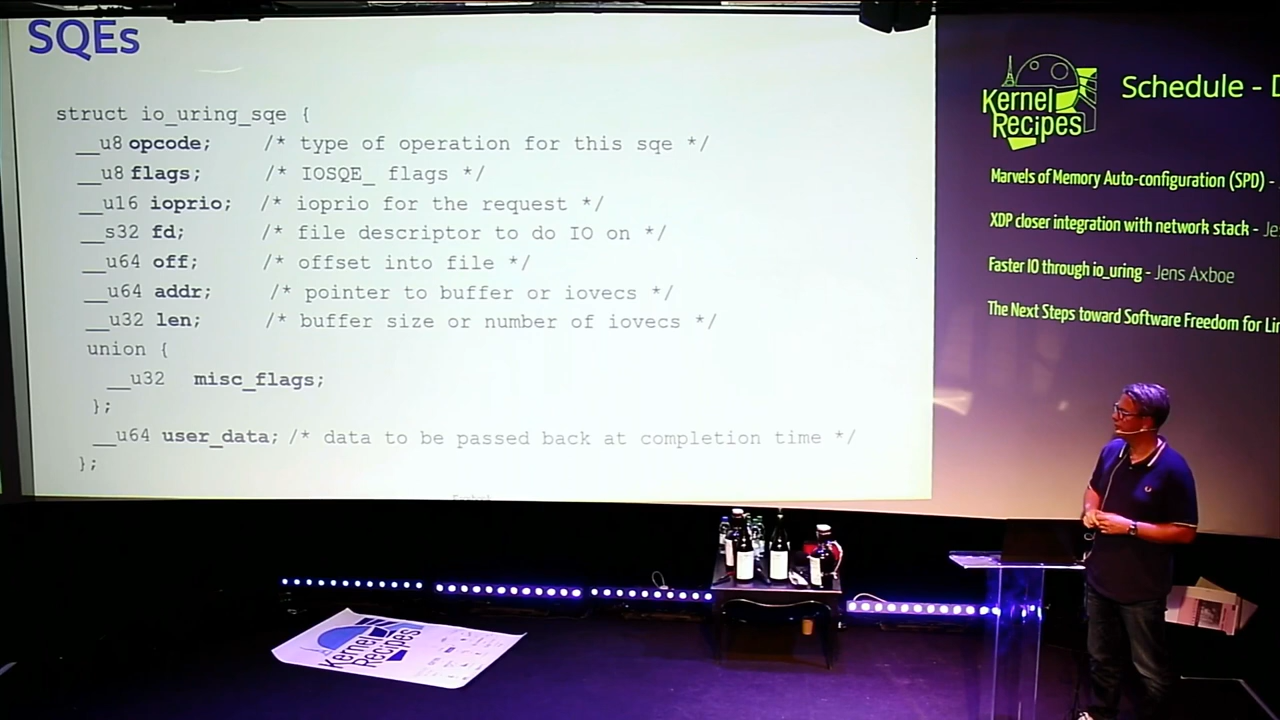 SQEs
struct io_uring_sqe {
__u8 opcode; /* type of operation for this sqe */
__u8 flags; /* IOSQE_ flags */
__u16 ioprio; /* ioprio for the request */
__s32 fd; /* file descriptor to do IO on */
__u64 off; /* offset into file */
__u64 addr; /* pointer to buffer or iovecs */
__u32 len; /* buffer size or number of iovecs */
union {
__u32 misc_flags;
};
__u64 user_data; /* data to be passed back at completion time */
};
Kernel
Recipes
Schedule -
Marvels of Memory Auto-configuration (SPD) -
XDP closer integration with network stack -
Faster IO through io_uring - Jens Axboe
The Next Steps toward Software Freedom for
Kernel
Recipes